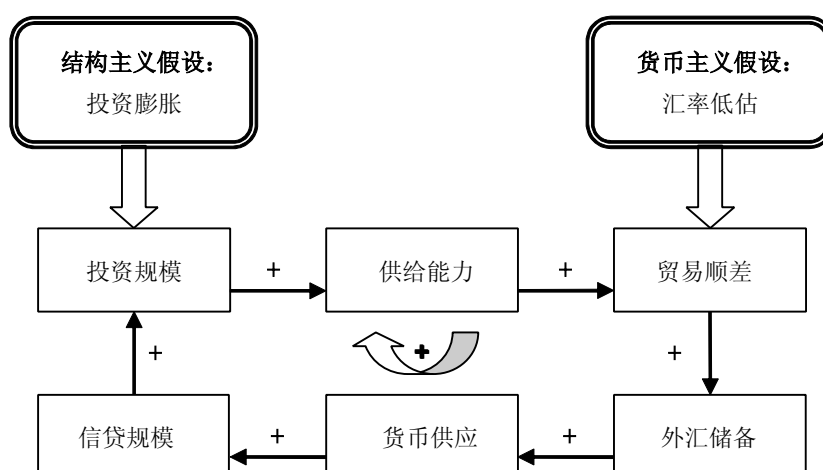 结构主义假设：
投资膨胀
货币主义假设：
汇率低估
投资规模
+
供给能力
+
贸易顺差
+
+
+
信贷规模
+
货币供应
+
外汇储备